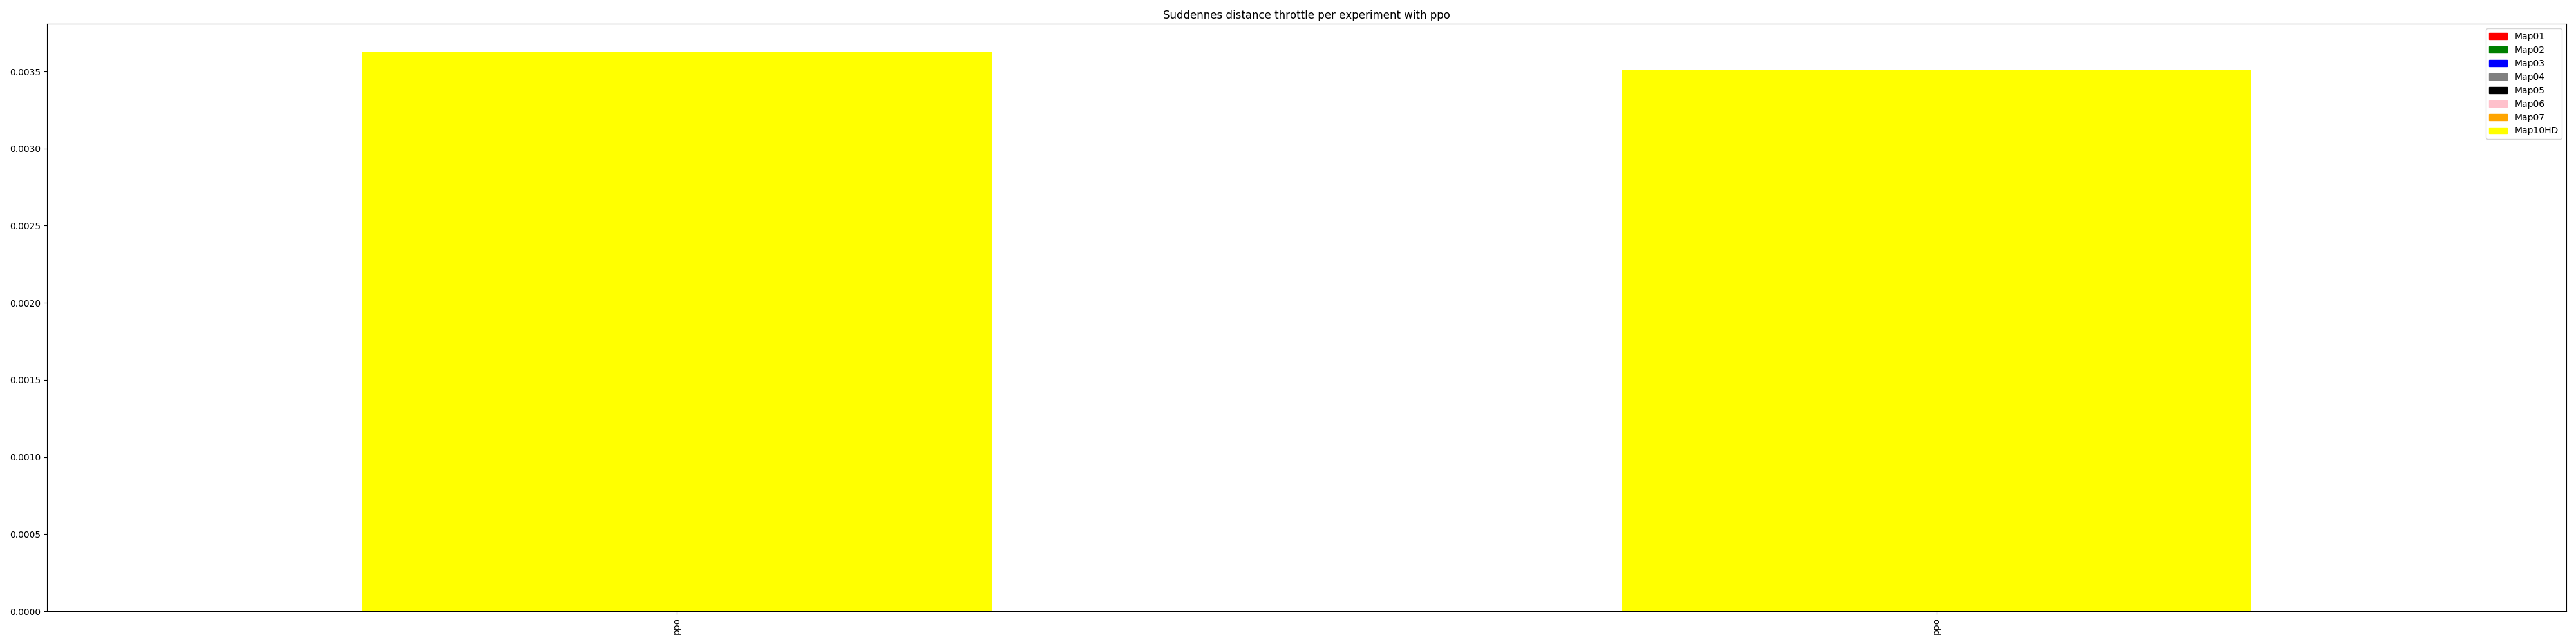 Suddennes distance throttle per experiment with ppo
0.0035
0.0030
0.0025
0.0020
0.0015
0.0010
0.0005
0.0000
Map01
Map02
Map03
Map04
Map05
Map06
Map07
Map10HD
ppo
ppo